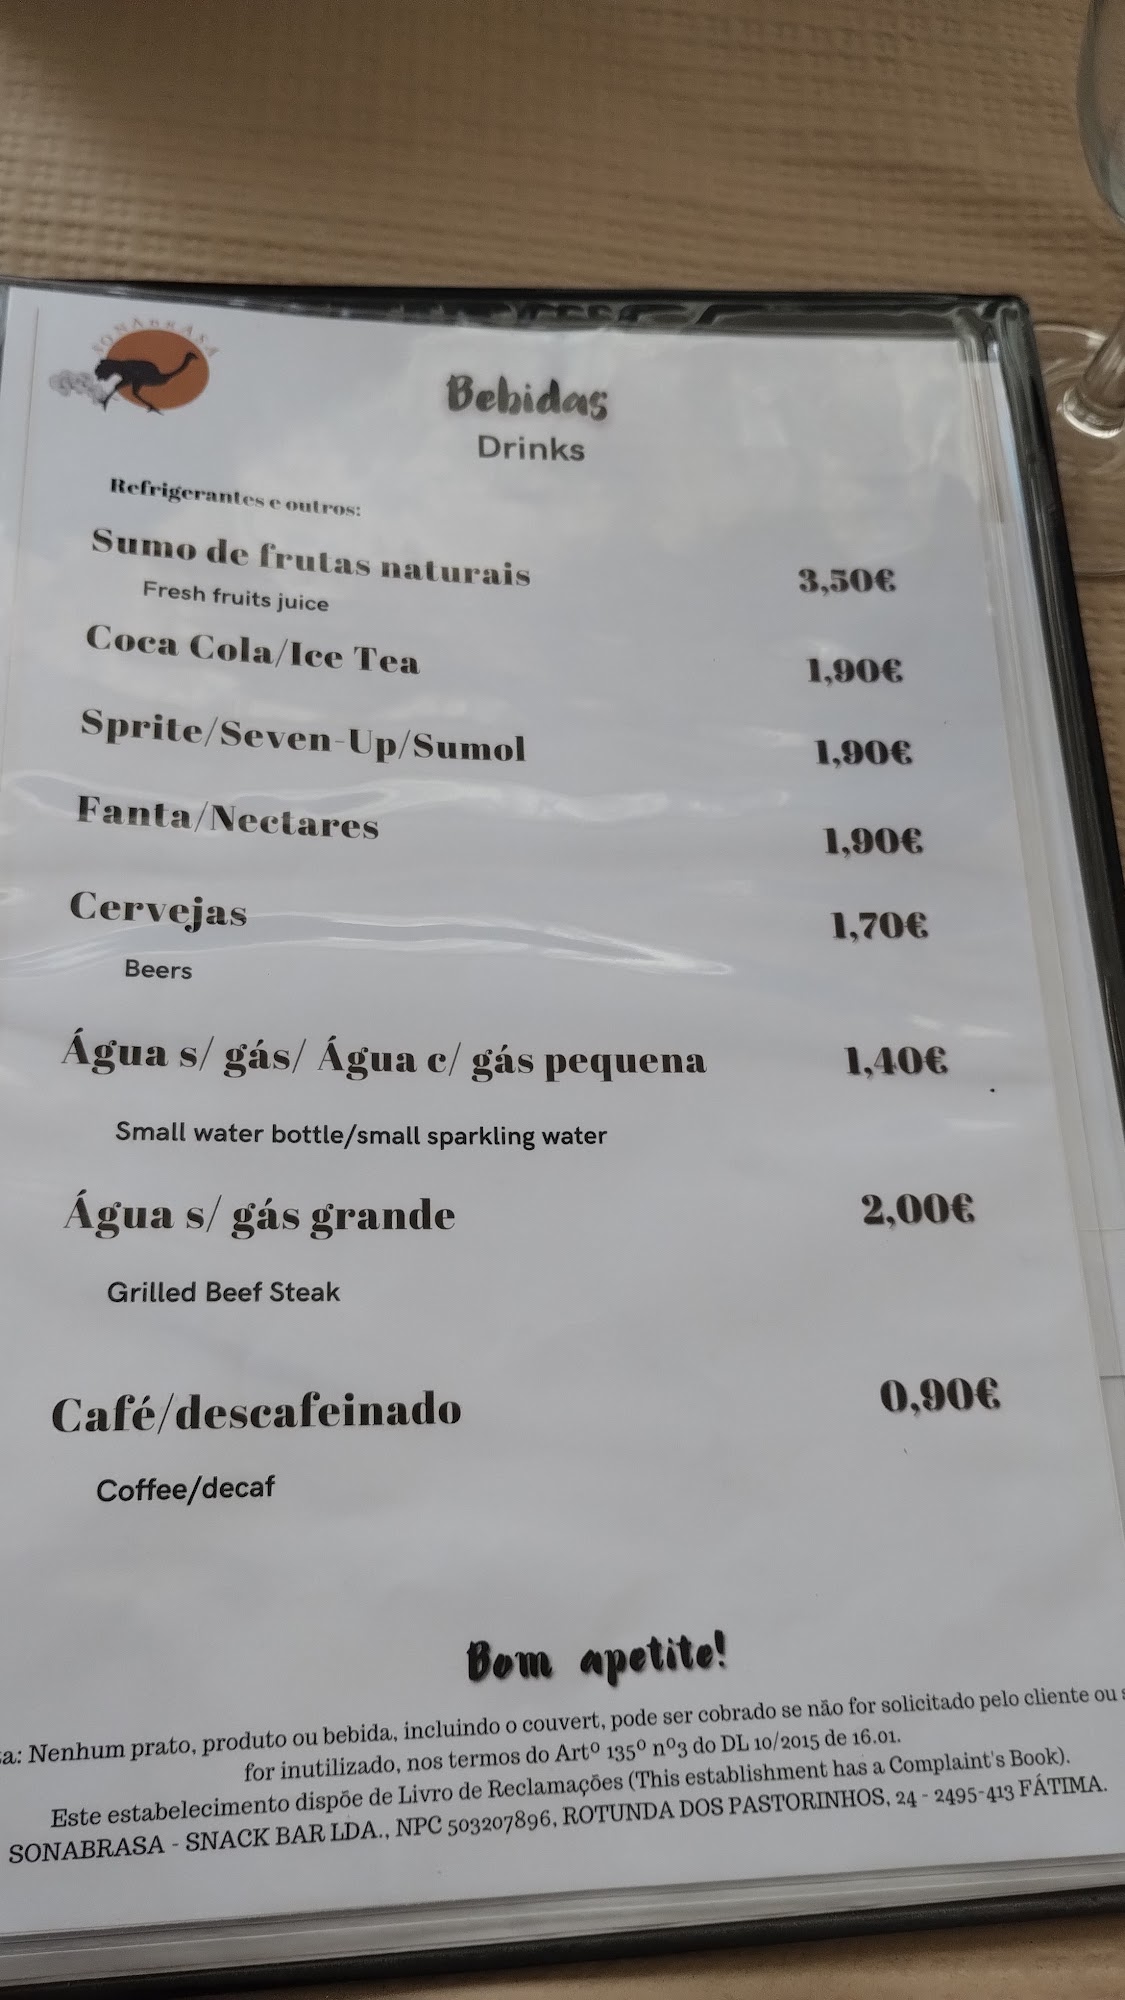 SONABRASA
Bebidas
Drinks
Refrigerantes e outros:
Sumo de frutas naturais 3,50€
Fresh fruits juice
Coca Cola/Ice Tea 1,90€
Sprite/Seven-Up/Sumol 1,90€
Fanta/Nectares 1,90€
Cervejas 1,70€
Beers
Água s/ gás/ Água c/ gás pequena 1,40€
Small water bottle/small sparkling water
Água s/ gás grande 2,00€
Grilled Beef Steak
Café/descafeinado 0,90€
Coffee/decaf
Bom apetite!
sa: Nenhum prato, produto ou bebida, incluindo o couvert, pode ser cobrado se não for solicitado pelo cliente ou
for inutilizado, nos termos do Artº 135º nº3 do DL 10/2015 de 16.01.
Este estabelecimento dispõe de Livro de Reclamações (This establishment has a Complaint's Book).
SONABRASA - SNACK BAR LDA., NPC 503207896, ROTUNDA DOS PASTORINHOS, 24 - 2495-413 FÁTIMA.